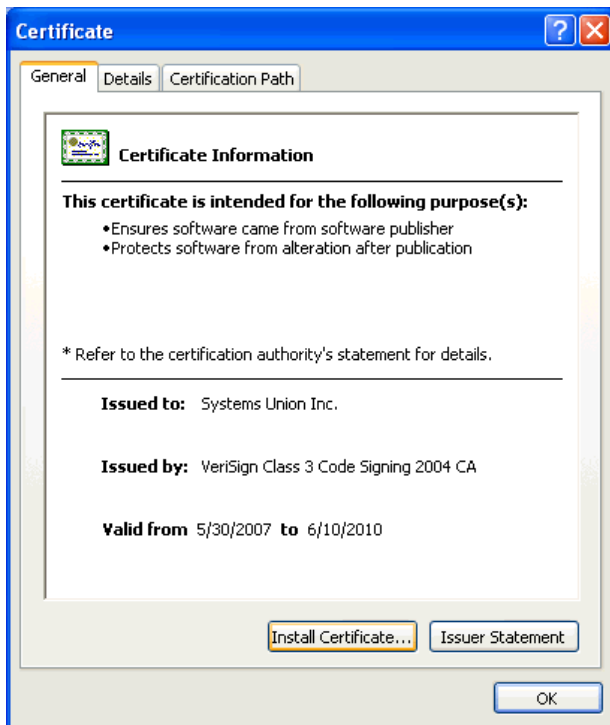 Certificate
General Details Certification Path
Certificate Information
This certificate is intended for the following purpose(s):
•Ensures software came from software publisher
•Protects software from alteration after publication
* Refer to the certification authority's statement for details.
Issued to: Systems Union Inc.
Issued by: VeriSign Class 3 Code Signing 2004 CA
Valid from 5/30/2007 to 6/10/2010
Install Certificate... Issuer Statement
OK